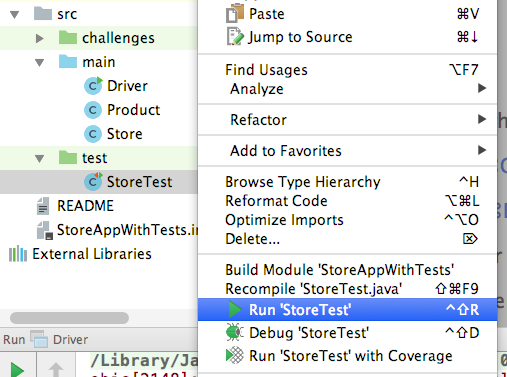 src
challenges
main
Driver
Product
Store
test
StoreTest
README
StoreAppWithTests.i
External Libraries
Paste ⌘V
Jump to Source ⌘↓
Find Usages ⌥F7
Analyze
Refactor
Add to Favorites
Browse Type Hierarchy ^H
Reformat Code ⌥⌘L
Optimize Imports ^⌥O
Delete... ⌦
Build Module 'StoreAppWithTests'
Recompile 'StoreTest.java' ⇧⌘F9
Run 'StoreTest' ^⇧R
Debug 'StoreTest' ^⇧D
Run 'StoreTest' with Coverage
Run Driver
/Library/Ja